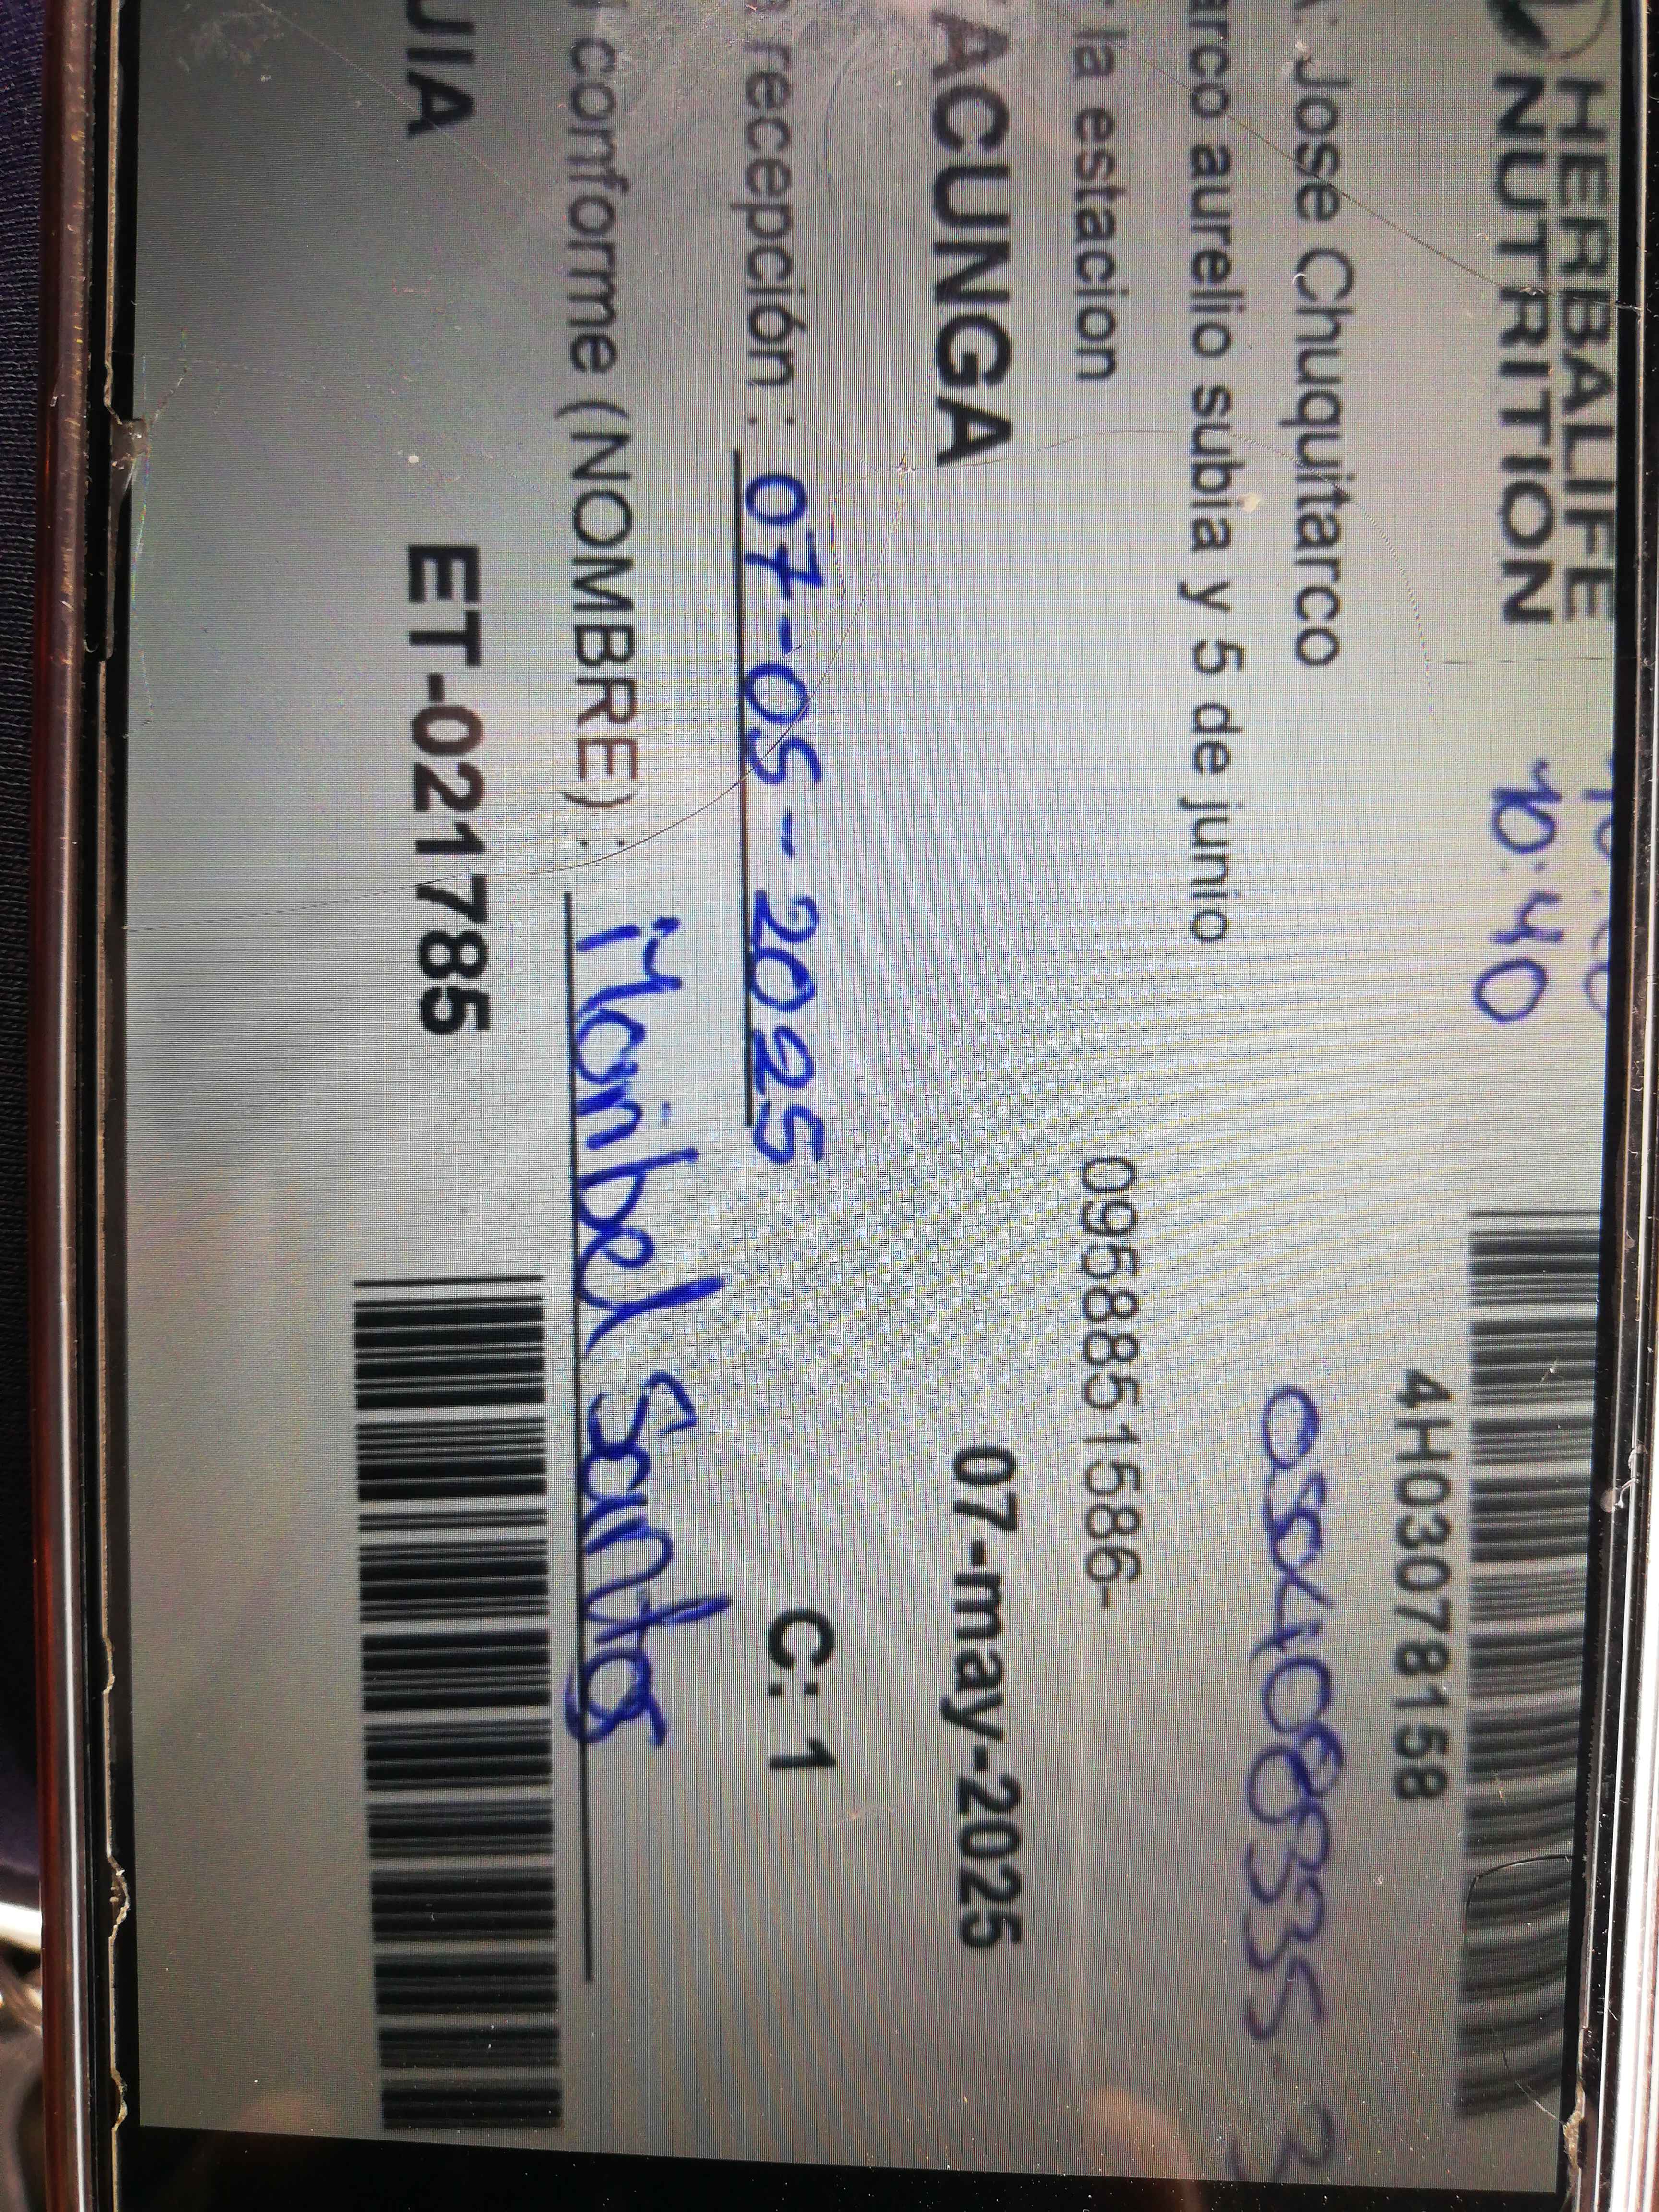 HERBALIFE
NUTRITION 10:40
4H03078158
: Jose Chuquitarco
arco aurelio subia y 5 de junio
la estacion 0958851586-
ACUNGA 07-may-2025
recepción : 07-05-2025 C: 1
conforme (NOMBRE) : Maribel Santos
UIA ET-021785